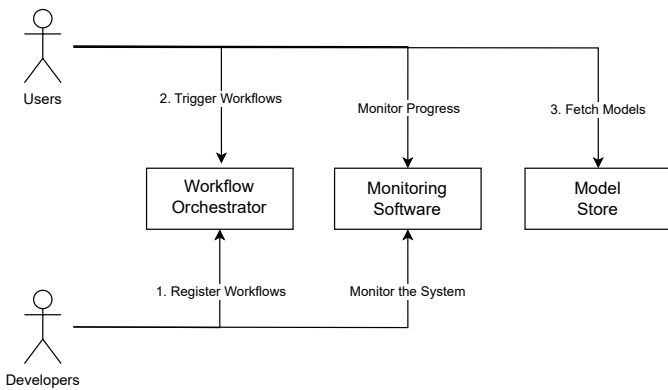 Users
2. Trigger Workflows
Monitor Progress
3. Fetch Models
Workflow
Orchestrator
Monitoring
Software
Model
Store
1. Register Workflows
Monitor the System
Developers